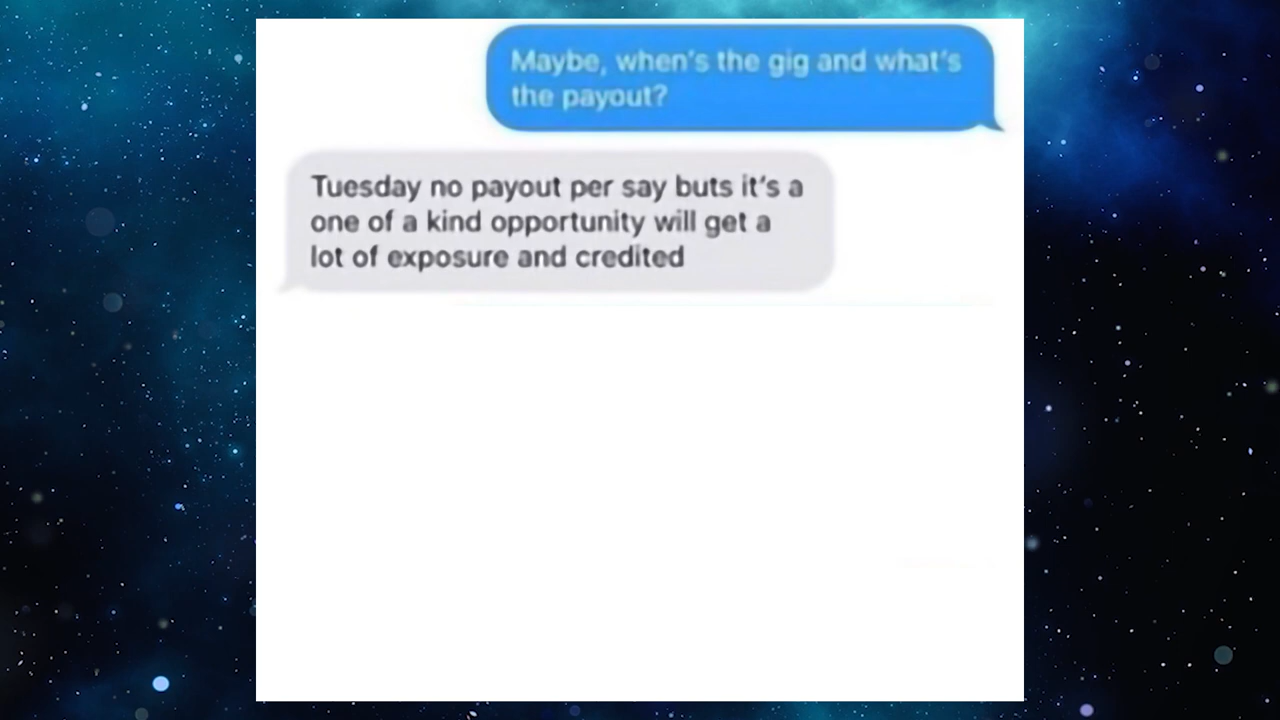 Maybe, when's the gig and what's
the payout?
Tuesday no payout per say buts it's a
one of a kind opportunity will get a
lot of exposure and credited